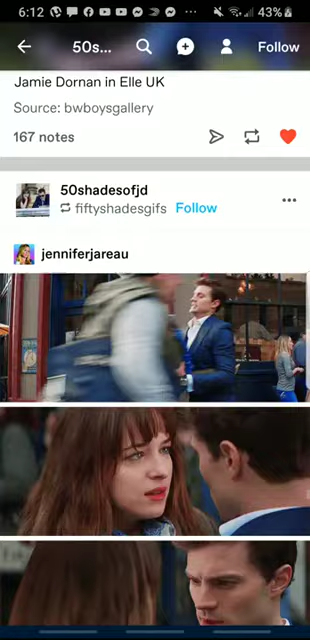 6:12
43%
50s...
Follow
Jamie Dornan in Elle UK
Source: bwboysgallery
167 notes
50shadesofjd
fiftyshadesgifs Follow
jenniferjareau